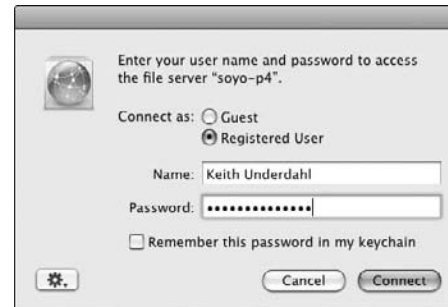 Enter your user name and password to access
the file server “soyo-p4”.
Connect as: Guest
Registered User
Name: Keith Underdahl
Password: ••••••••••••••
Remember this password in my keychain
Cancel Connect